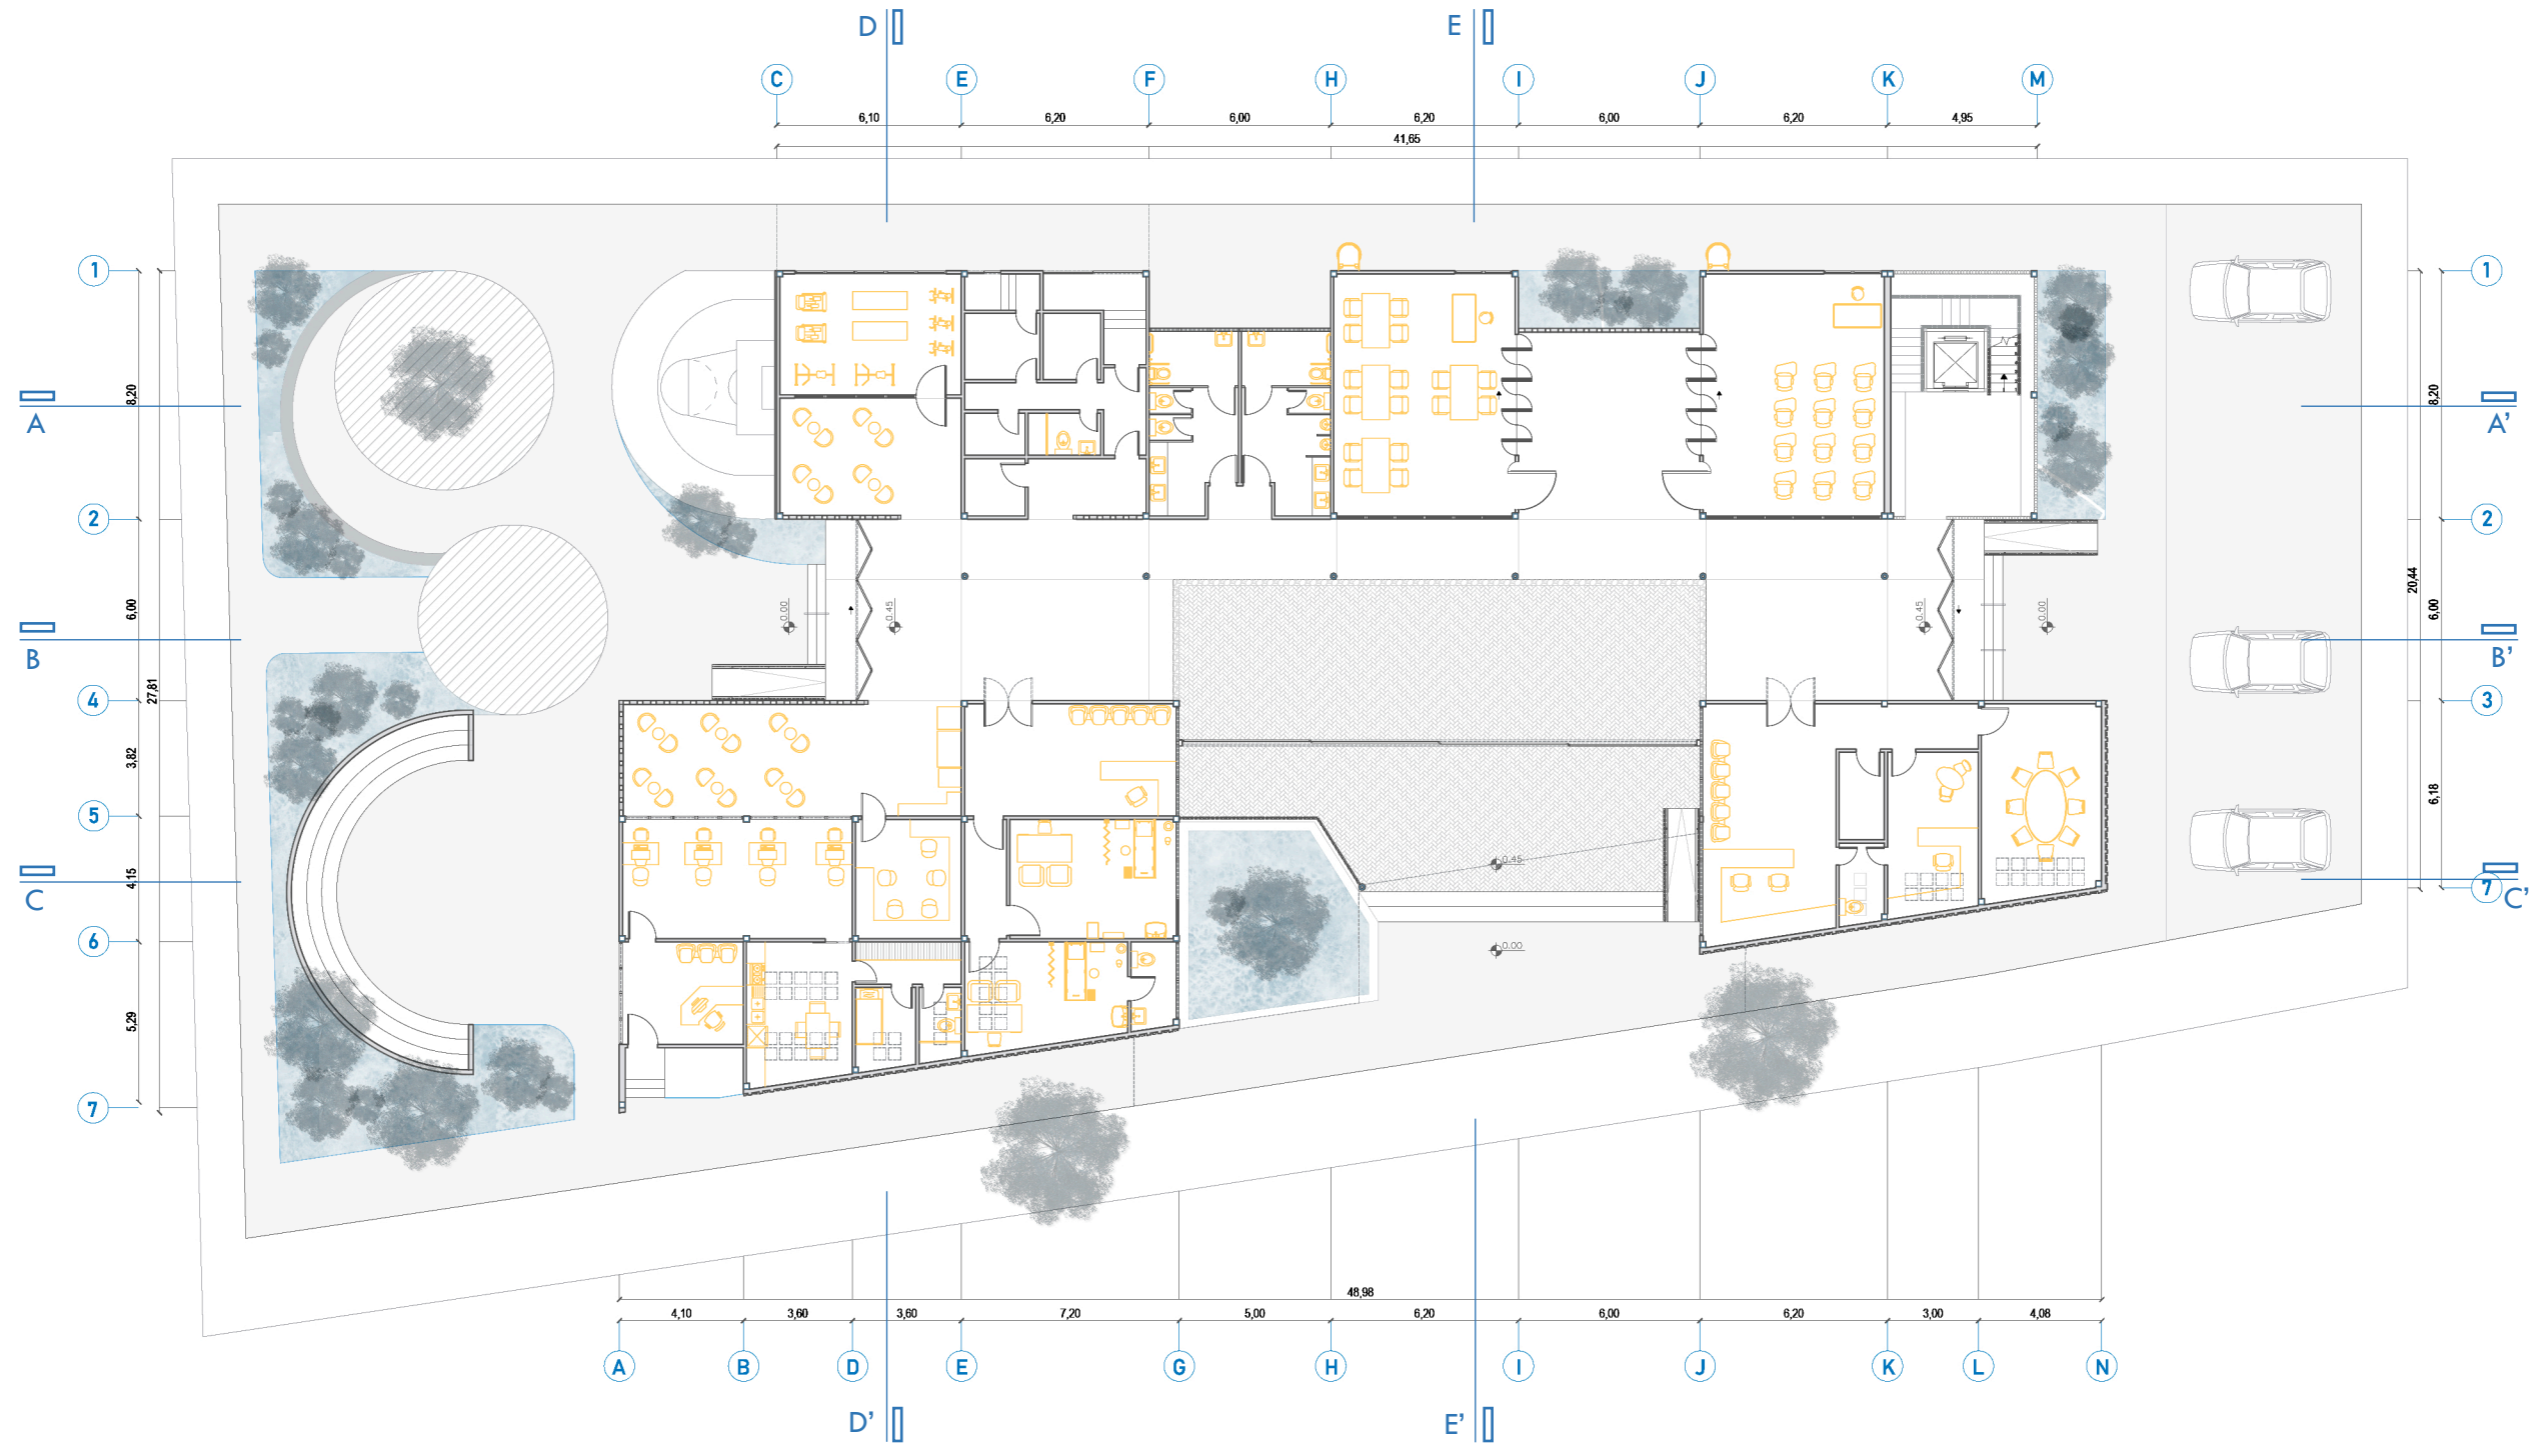 D E
C E F H I J K M
6,10 6,20 6,00 6,20 6,00 6,20 4,95
41,65
1 1
8,20 8,20
A A'
2 2
20,44
6,00 0.00 0.45 0.45 0.00 6,00
B B'
27,81
4 3
3,82
6,18
5
0.45
4,15
C 7 C'
6 0.00
5,29
7
48,98
4,10 3,60 3,60 7,20 5,00 6,20 6,00 6,20 3,00 4,08
A B D E G H I J K L N
D' E'